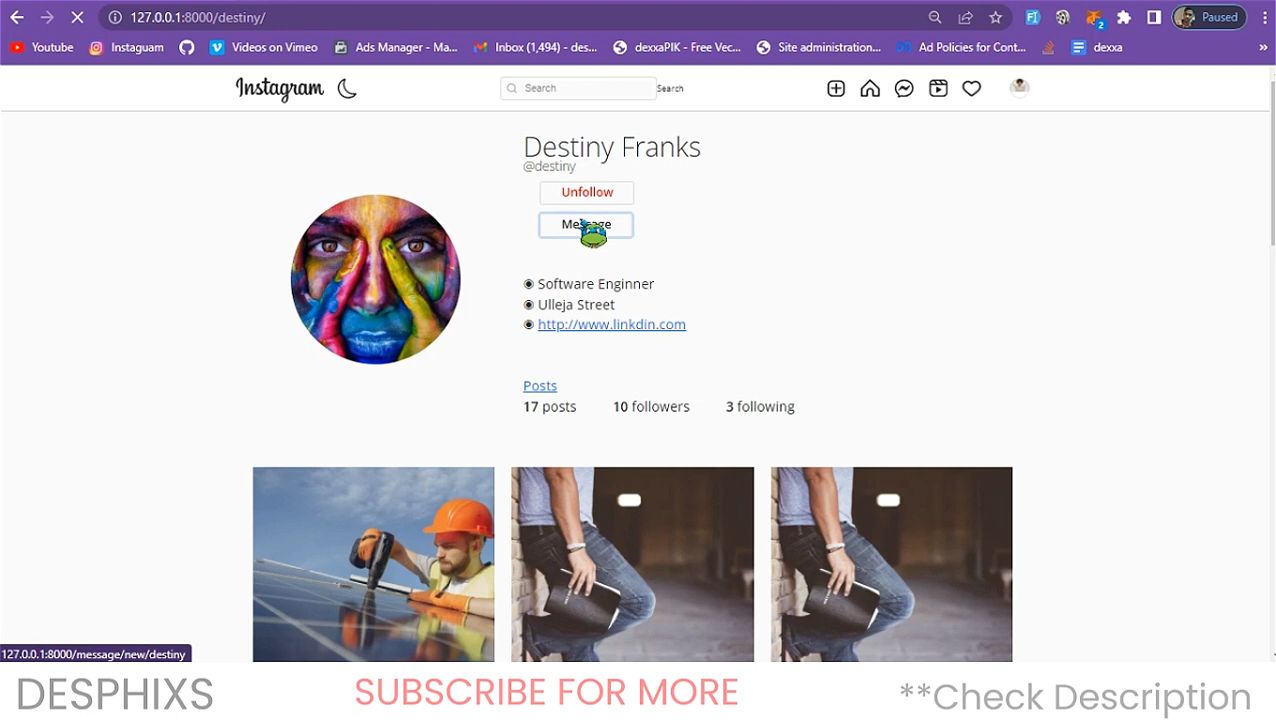 127.0.0.1:8000/destiny/
Paused
Youtube
Instaguam
Videos on Vimeo
Ads Manager - Ma...
Inbox (1,494) - des...
dexxaPIK - Free Vec...
Site administration...
Ad Policies for Cont...
dexxa
»
Instagram
Search
Search
Destiny Franks
@destiny
Unfollow
Message
◉ Software Enginner
◉ Ulleja Street
◉ http://www.linkdin.com
Posts
17 posts 10 followers 3 following
127.0.0.1:8000/message/new/destiny
DESPHIXS
SUBSCRIBE FOR MORE
**Check Description